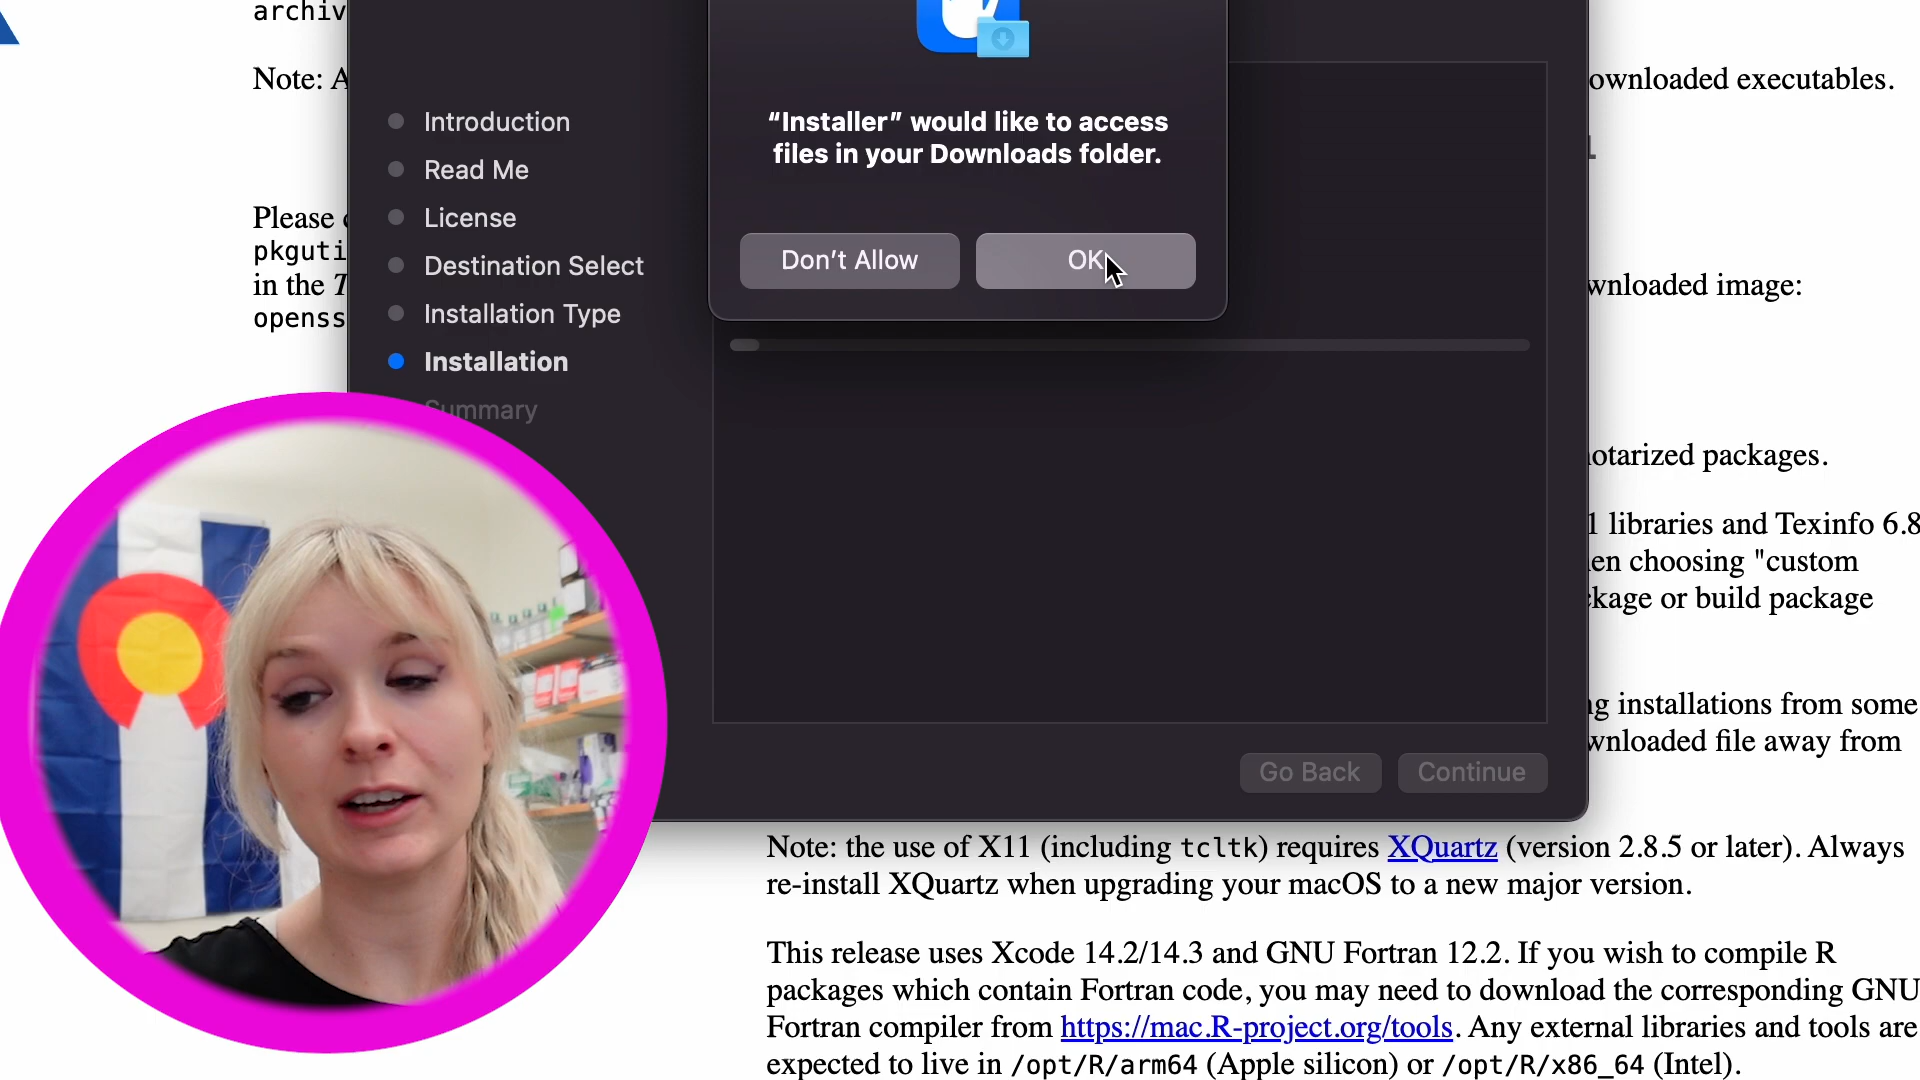 archiv
Note: A
ownloaded executables.
Please
pkguti
in the T
wnloaded image:
openss
otarized packages.
1 libraries and Texinfo 6.8
en choosing "custom
ckage or build package
g installations from some
wnloaded file away from
“Installer” would like to access
files in your Downloads folder.
Don’t Allow
OK
Introduction
Read Me
License
Destination Select
Installation Type
Installation
Summary
Go Back
Continue
Note: the use of X11 (including tcltk) requires XQuartz (version 2.8.5 or later). Always
re-install XQuartz when upgrading your macOS to a new major version.
This release uses Xcode 14.2/14.3 and GNU Fortran 12.2. If you wish to compile R
packages which contain Fortran code, you may need to download the corresponding GNU
Fortran compiler from https://mac.R-project.org/tools. Any external libraries and tools are
expected to live in /opt/R/arm64 (Apple silicon) or /opt/R/x86_64 (Intel).